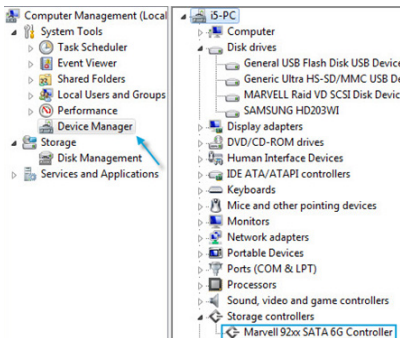 Computer Management (Local
System Tools
Task Scheduler
Event Viewer
Shared Folders
Local Users and Groups
Performance
Device Manager
Storage
Disk Management
Services and Applications
i5-PC
Computer
Disk drives
General USB Flash Disk USB Device
Generic Ultra HS-SD/MMC USB De
MARVELL Raid VD SCSI Disk Devic
SAMSUNG HD203WI
Display adapters
DVD/CD-ROM drives
Human Interface Devices
IDE ATA/ATAPI controllers
Keyboards
Mice and other pointing devices
Monitors
Network adapters
Portable Devices
Ports (COM & LPT)
Processors
Sound, video and game controllers
Storage controllers
Marvell 92xx SATA 6G Controller